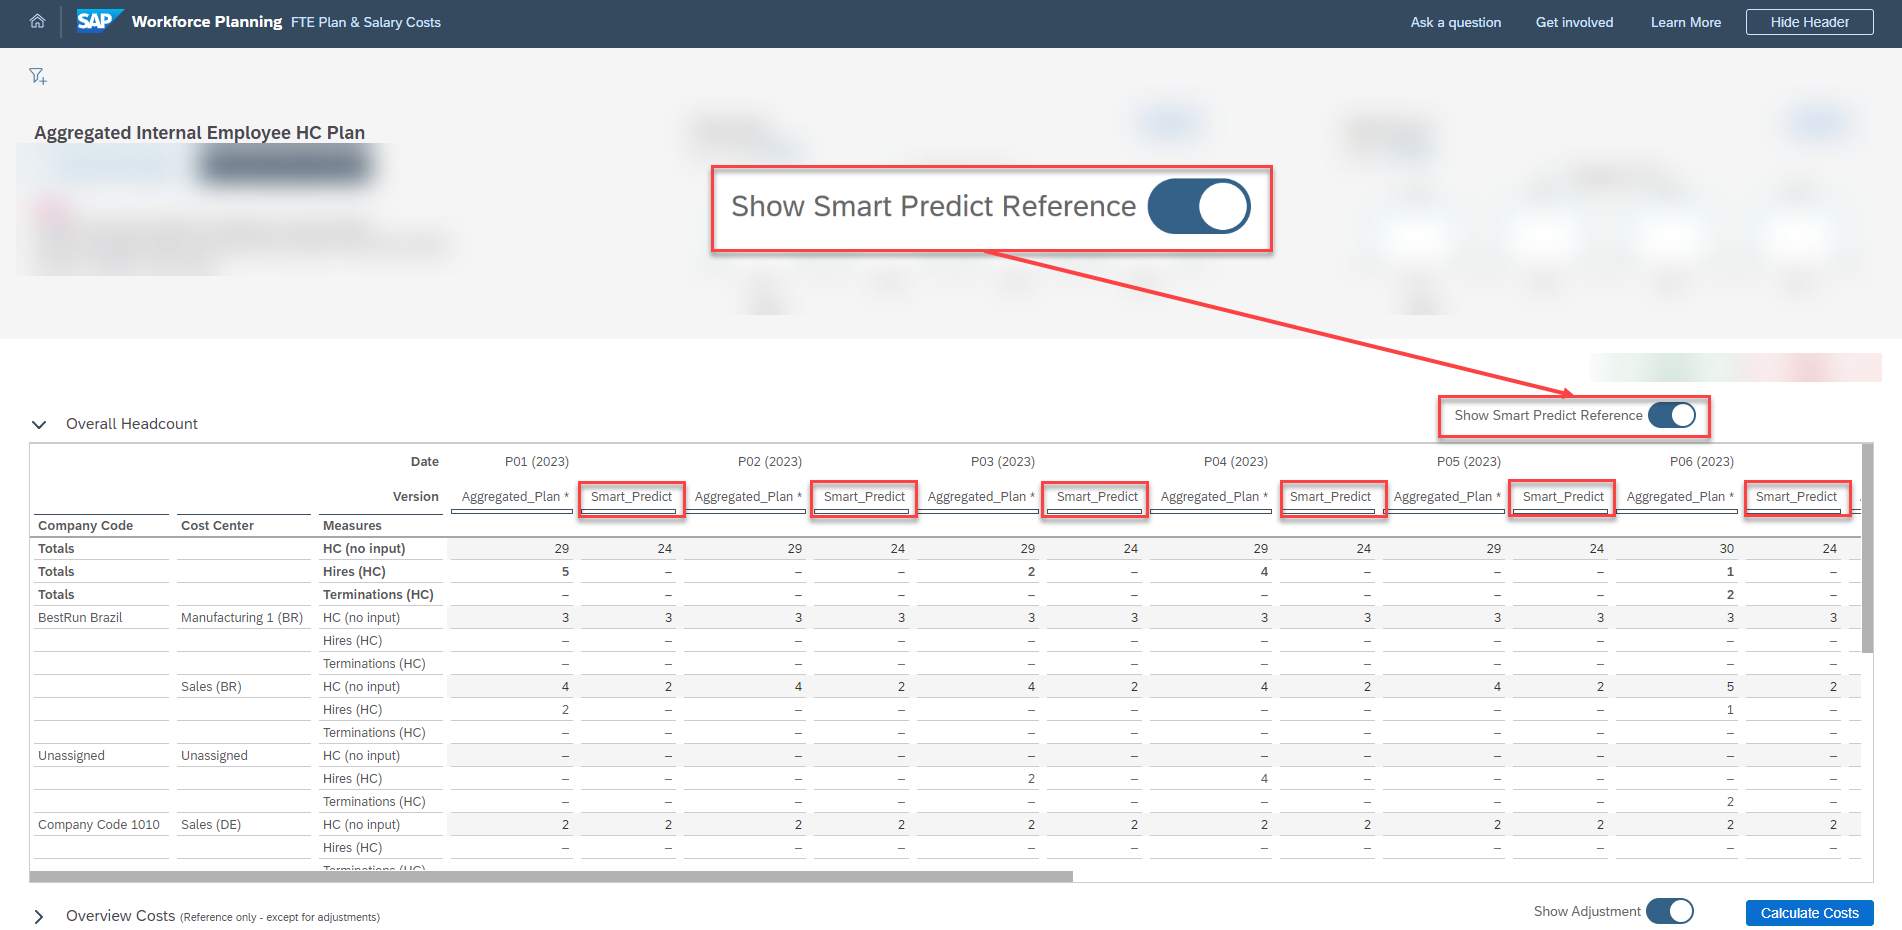 SAP Workforce Planning FTE Plan & Salary Costs Ask a question Get involved Learn More Hide Header
Aggregated Internal Employee HC Plan
Show Smart Predict Reference
Show Smart Predict Reference
Overall Headcount
Date P01 (2023) P02 (2023) P03 (2023) P04 (2023) P05 (2023) P06 (2023)
Version Aggregated_Plan * Smart_Predict Aggregated_Plan * Smart_Predict Aggregated_Plan * Smart_Predict Aggregated_Plan * Smart_Predict Aggregated_Plan * Smart_Predict Aggregated_Plan * Smart_Predict
Company Code Cost Center Measures
Totals HC (no input) 29 24 29 24 29 24 29 24 29 24 30 24
Totals Hires (HC) 5 – – – 2 – 4 – – – 1 –
Totals Terminations (HC) – – – – – – – – – – 2 –
BestRun Brazil Manufacturing 1 (BR) HC (no input) 3 3 3 3 3 3 3 3 3 3 3 3
Hires (HC) – – – – – – – – – – – –
Terminations (HC) – – – – – – – – – – – –
Sales (BR) HC (no input) 4 2 4 2 4 2 4 2 4 2 5 2
Hires (HC) 2 – – – – – – – – – 1 –
Terminations (HC) – – – – – – – – – – – –
Unassigned Unassigned HC (no input) – – – – – – – – – – – –
Hires (HC) – – – – 2 – 4 – – – – –
Terminations (HC) – – – – – – – – – – 2 –
Company Code 1010 Sales (DE) HC (no input) 2 2 2 2 2 2 2 2 2 2 2 2
Hires (HC) – – – – – – – – – – – –
Terminations (HC)
Overview Costs (Reference only - except for adjustments) Show Adjustment Calculate Costs